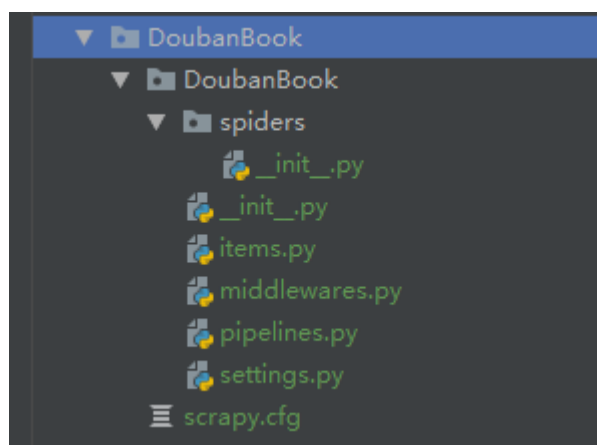 DoubanBook
DoubanBook
spiders
__init__.py
__init__.py
items.py
middlewares.py
pipelines.py
settings.py
scrapy.cfg